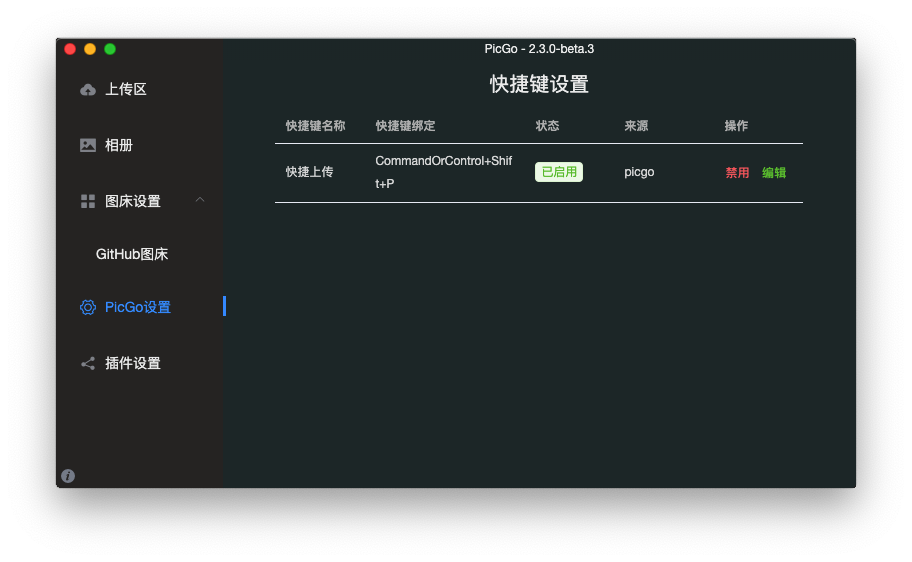 PicGo - 2.3.0-beta.3
上传区
相册
图床设置
GitHub图床
PicGo设置
插件设置
快捷键设置
快捷键名称 快捷键绑定 状态 来源 操作
快捷上传 CommandOrControl+Shif 已启用 picgo 禁用 编辑
t+P